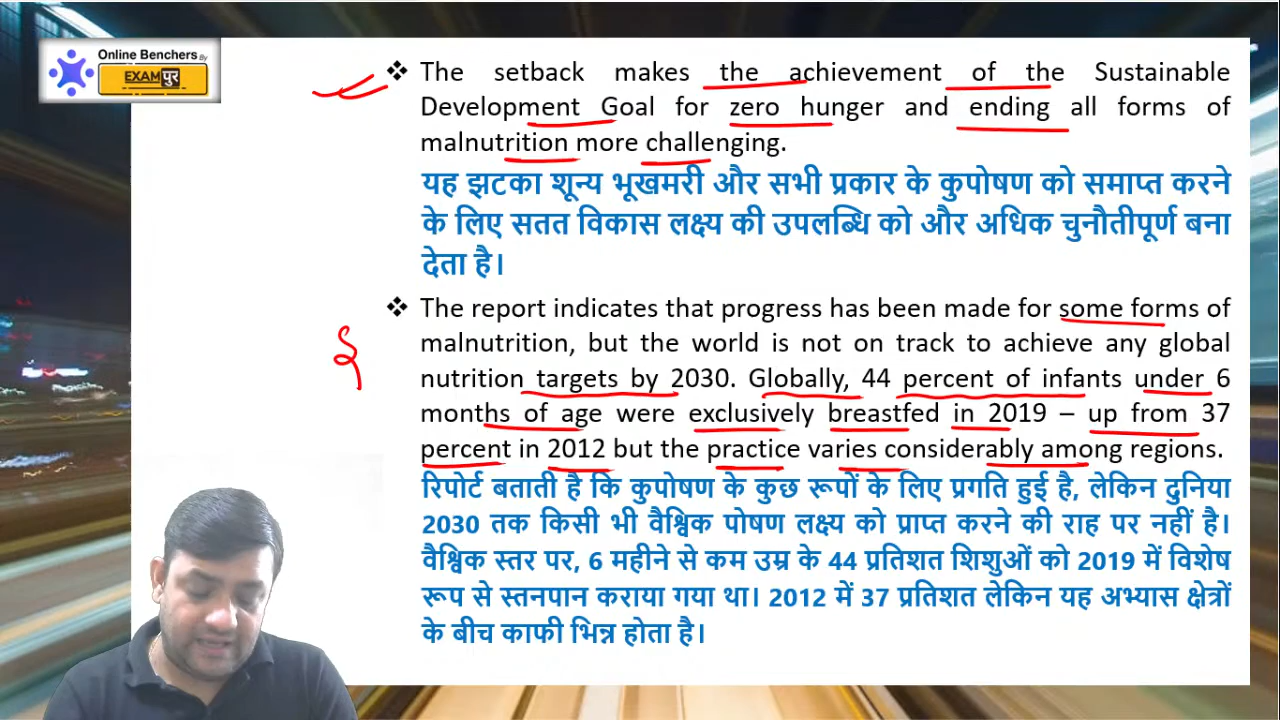 Online Benchers By
EXAMपुर
❖ The setback makes the achievement of the Sustainable
Development Goal for zero hunger and ending all forms of
malnutrition more challenging.
यह झटका शून्य भूखमरी और सभी प्रकार के कुपोषण को समाप्त करने
के लिए सतत विकास लक्ष्य की उपलब्धि को और अधिक चुनौतीपूर्ण बना
देता है।
❖ The report indicates that progress has been made for some forms of
malnutrition, but the world is not on track to achieve any global
nutrition targets by 2030. Globally, 44 percent of infants under 6
months of age were exclusively breastfed in 2019 – up from 37
percent in 2012 but the practice varies considerably among regions.
रिपोर्ट बताती है कि कुपोषण के कुछ रूपों के लिए प्रगति हुई है, लेकिन दुनिया
2030 तक किसी भी वैश्विक पोषण लक्ष्य को प्राप्त करने की राह पर नहीं है।
वैश्विक स्तर पर, 6 महीने से कम उम्र के 44 प्रतिशत शिशुओं को 2019 में विशेष
रूप से स्तनपान कराया गया था। 2012 में 37 प्रतिशत लेकिन यह अभ्यास क्षेत्रों
के बीच काफी भिन्न होता है।